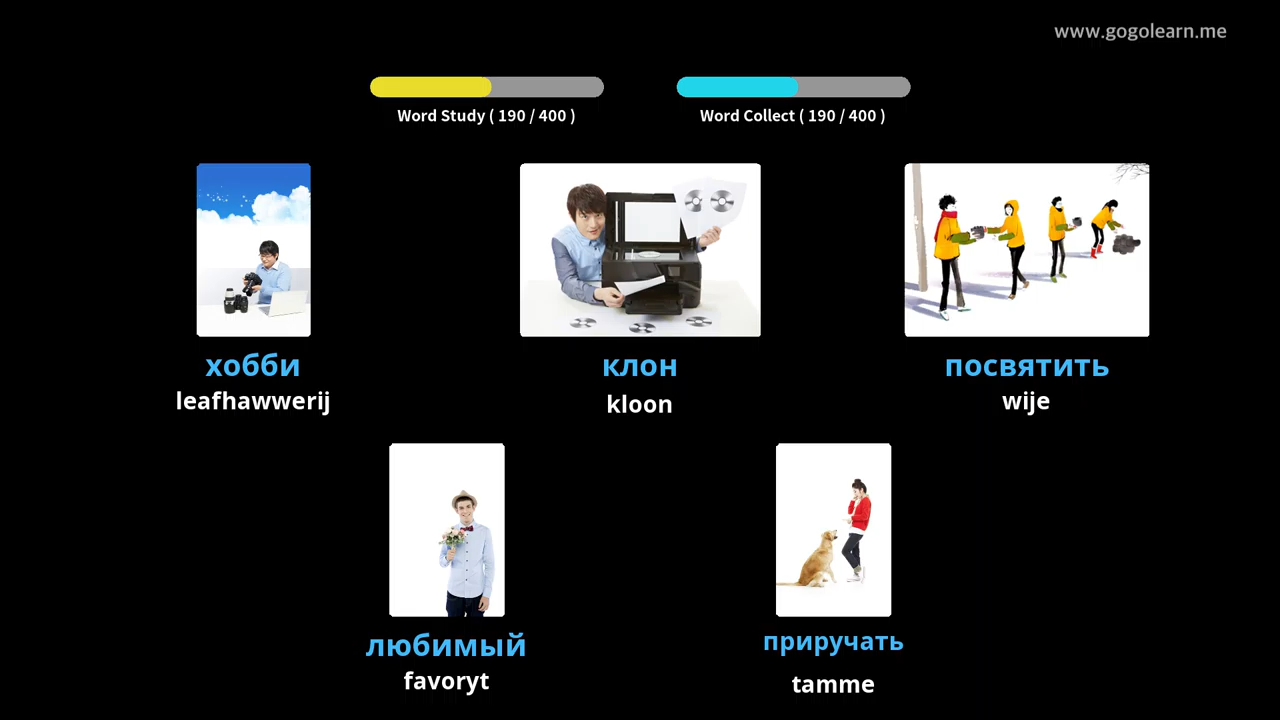 www.gogolearn.me
Word Study ( 190 / 400 )
Word Collect ( 190 / 400 )
хобби
leafhawwerij
клон
kloon
посвятить
wije
любимый
favoryt
приручать
tamme